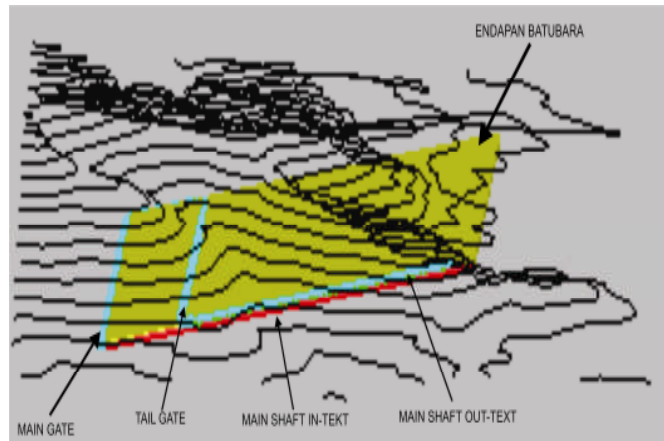 ENDAPAN BATUBARA
MAIN GATE
TAIL GATE
MAIN SHAFT IN-TEKT
MAIN SHAFT OUT-TEXT